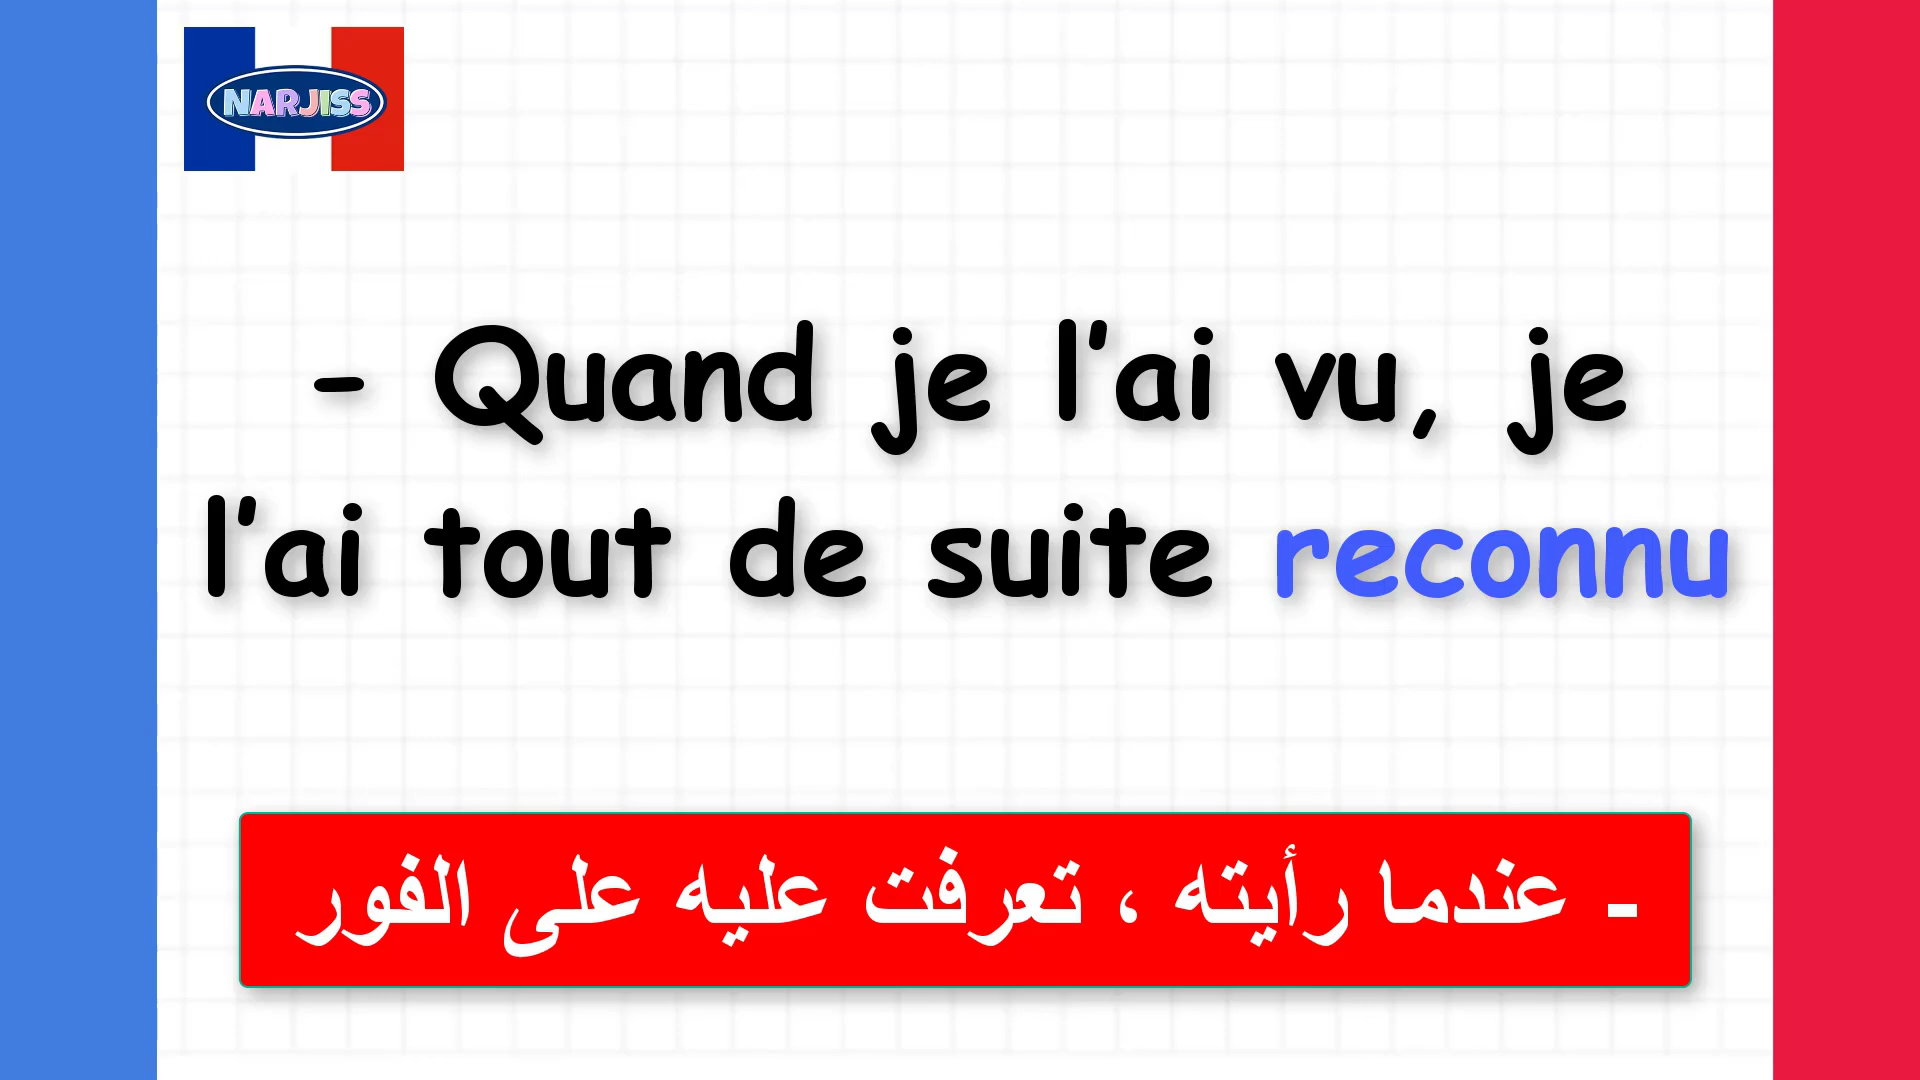 NARJISS
- Quand je l'ai vu, je
l'ai tout de suite reconnu
- عندما رأيته ، تعرفت عليه على الفور